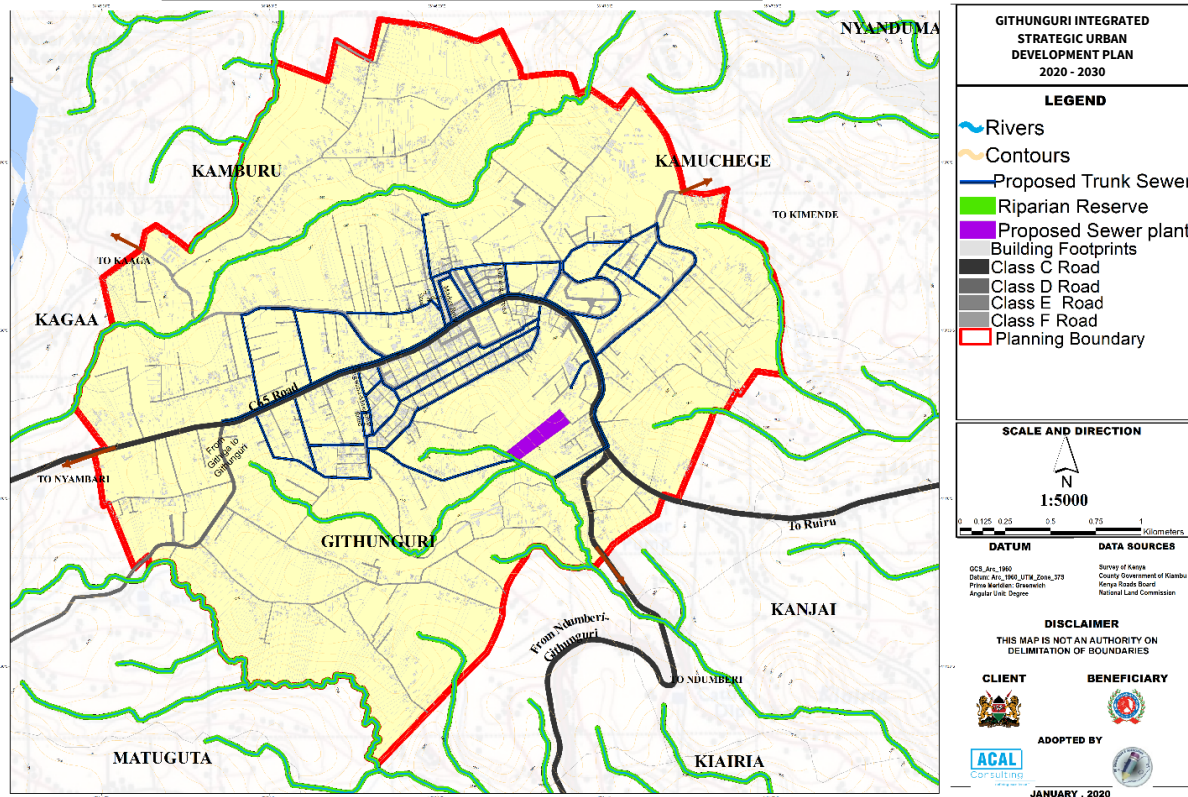 NYANDUMA
KAMBURU
KAMUCHEGE
TO KIMENDE
TO KAAGA
KAGAA
C65 Road
From
Githiga to
Githunguri
TO NYAMBARI
GITHUNGURI
To Ruiru
KANJAI
From Ndumberi-
Githunguri
TO NDUMBERI
MATUGUTA
KIAIRIA
GITHUNGURI INTEGRATED
STRATEGIC URBAN
DEVELOPMENT PLAN
2020 - 2030
LEGEND
Rivers
Contours
Proposed Trunk Sewer
Riparian Reserve
Proposed Sewer plant
Building Footprints
Class C Road
Class D Road
Class E Road
Class F Road
Planning Boundary
SCALE AND DIRECTION
N
1:5000
0 0.125 0.25 0.5 0.75 1
Kilometers
DATUM
GCS_Arc_1960
Datum: Arc_1960_UTM_Zone_37S
Prime Meridian: Greenwich
Angular Unit: Degree
DATA SOURCES
Survey of Kenya
County Government of Kiambu
Kenya Roads Board
National Land Commission
DISCLAIMER
THIS MAP IS NOT AN AUTHORITY ON
DELIMITATION OF BOUNDARIES
CLIENT
BENEFICIARY
ADOPTED BY
ACAL
Consulting
JANUARY , 2020